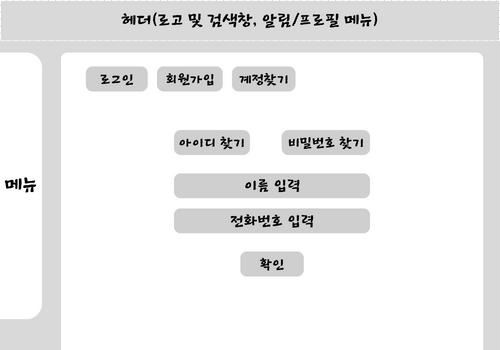 헤더(로고 및 검색창, 알림/프로필 메뉴)
로그인 회원가입 계정찾기
아이디 찾기 비밀번호 찾기
메뉴
이름 입력
전화번호 입력
확인